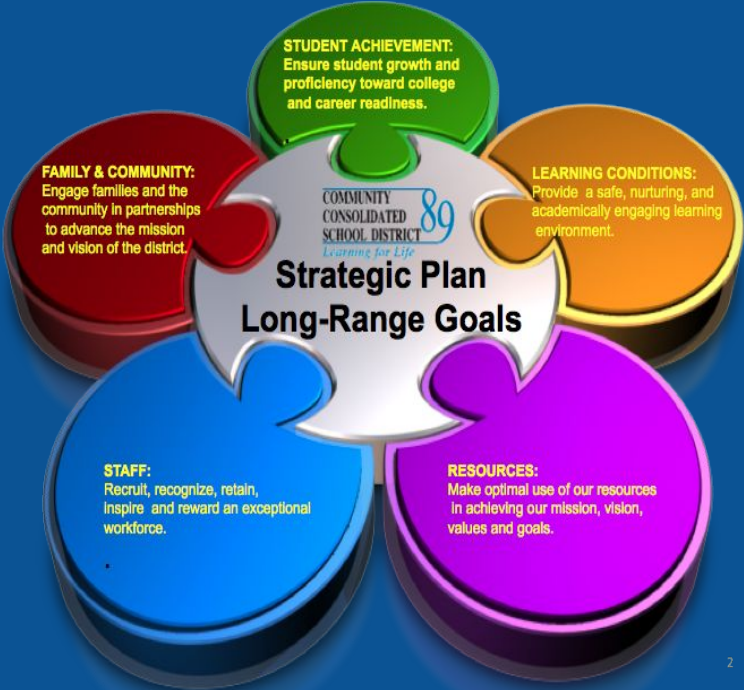 STUDENT ACHIEVEMENT:
Ensure student growth and
proficiency toward college
and career readiness.
FAMILY & COMMUNITY:
Engage families and the
community in partnerships
to advance the mission
and vision of the district.
LEARNING CONDITIONS:
Provide a safe, nurturing, and
academically engaging learning
environment.
COMMUNITY
CONSOLIDATED
SCHOOL DISTRICT 89
Learning for Life
Strategic Plan
Long-Range Goals
STAFF:
Recruit, recognize, retain,
inspire and reward an exceptional
workforce.
.
RESOURCES:
Make optimal use of our resources
in achieving our mission, vision,
values and goals.
2